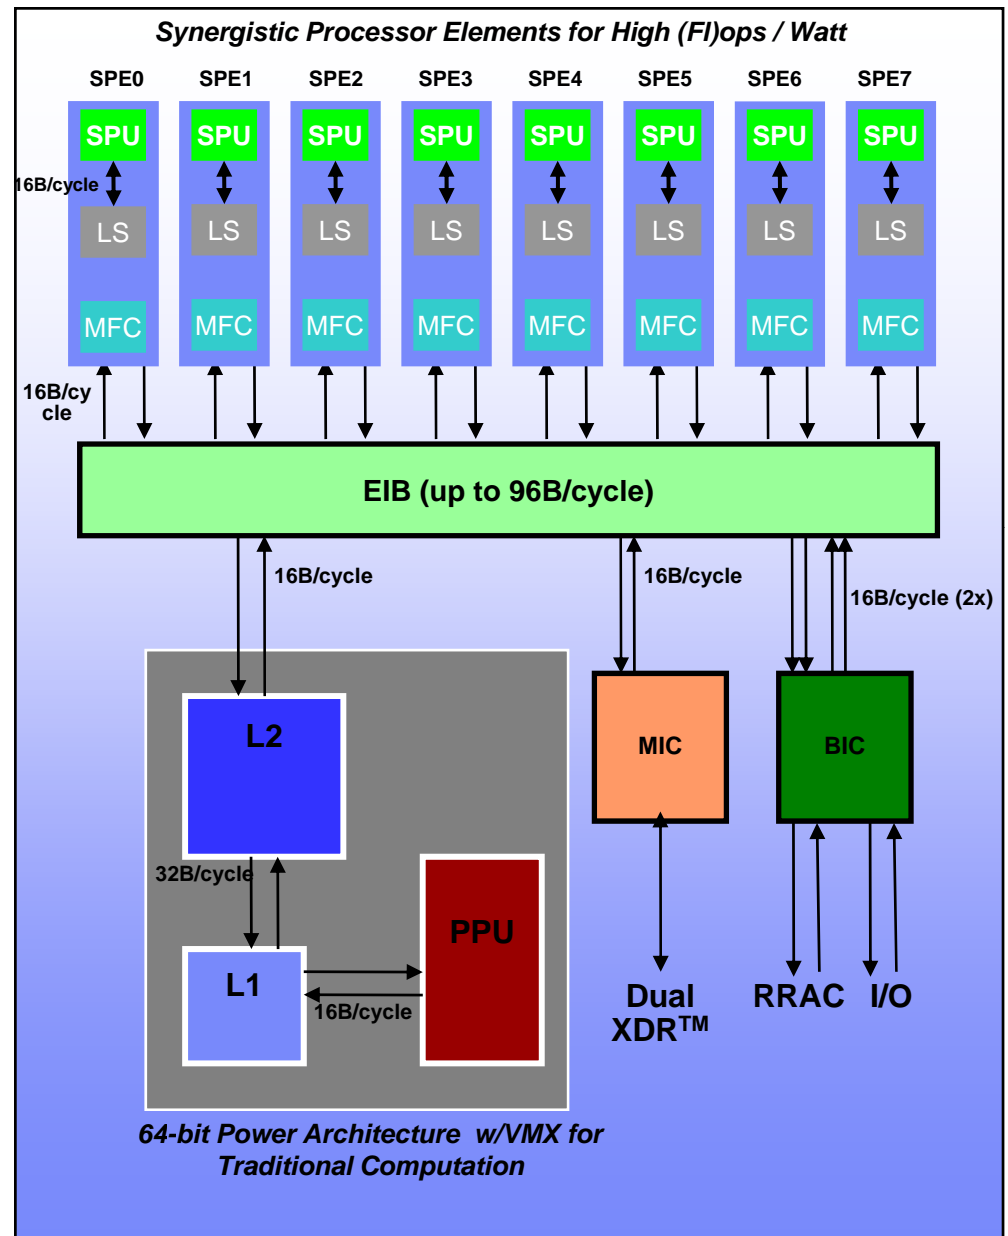 Synergistic Processor Elements for High (Fl)ops / Watt
SPE0 SPE1 SPE2 SPE3 SPE4 SPE5 SPE6 SPE7
SPU SPU SPU SPU SPU SPU SPU SPU
16B/cycle
LS LS LS LS LS LS LS LS
MFC MFC MFC MFC MFC MFC MFC MFC
16B/cy
cle
EIB (up to 96B/cycle)
16B/cycle 16B/cycle 16B/cycle (2x)
L2
MIC BIC
32B/cycle
PPU
L1
16B/cycle
Dual
XDR™
RRAC I/O
64-bit Power Architecture w/VMX for
Traditional Computation